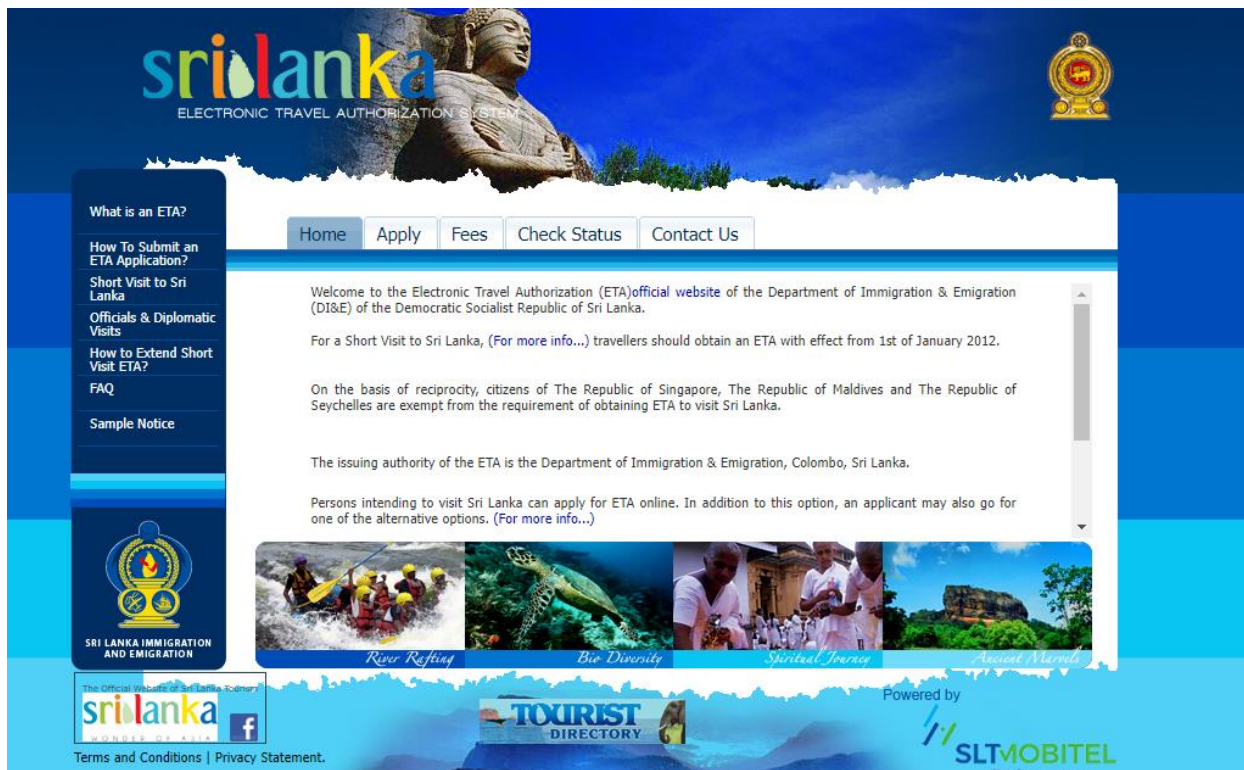 srilanka
ELECTRONIC TRAVEL AUTHORIZATION SYSTEM
What is an ETA?
How To Submit an
ETA Application?
Short Visit to Sri
Lanka
Officials & Diplomatic
Visits
How to Extend Short
Visit ETA?
FAQ
Sample Notice
SRI LANKA IMMIGRATION
AND EMIGRATION
Home Apply Fees Check Status Contact Us
Welcome to the Electronic Travel Authorization (ETA)official website of the Department of Immigration & Emigration
(DI&E) of the Democratic Socialist Republic of Sri Lanka.
For a Short Visit to Sri Lanka, (For more info...) travellers should obtain an ETA with effect from 1st of January 2012.
On the basis of reciprocity, citizens of The Republic of Singapore, The Republic of Maldives and The Republic of
Seychelles are exempt from the requirement of obtaining ETA to visit Sri Lanka.
The issuing authority of the ETA is the Department of Immigration & Emigration, Colombo, Sri Lanka.
Persons intending to visit Sri Lanka can apply for ETA online. In addition to this option, an applicant may also go for
one of the alternative options. (For more info...)
River Rafting
Bio Diversity
Spiritual Journey
Ancient Marvels
The Official Website of Sri Lanka Tourism
srilanka
WONDER OF ASIA
f
Terms and Conditions | Privacy Statement.
TOURIST
DIRECTORY
Powered by
SLTMOBITEL